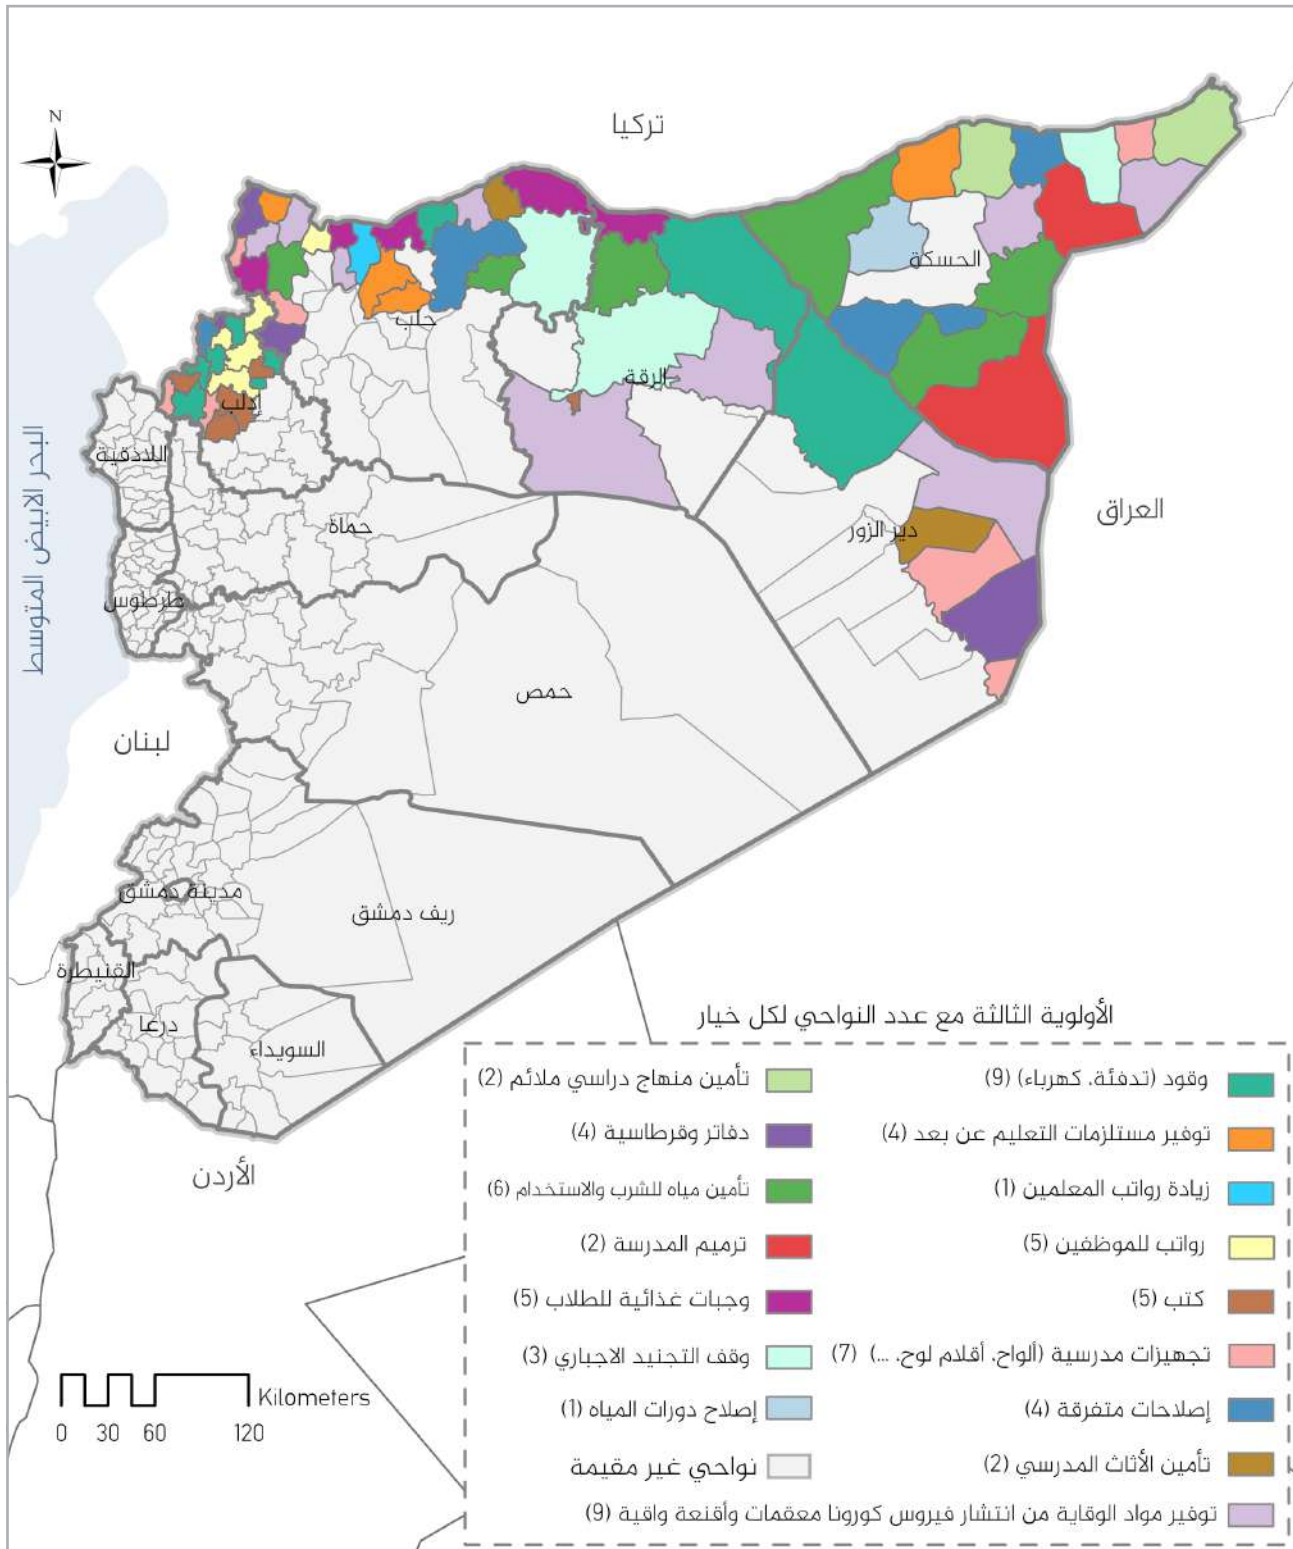 N
تركيا
الحسكة
حلب
الرقة
إدلب
اللاذقية
البحر الابيض المتوسط
العراق
حماة
دير الزور
طرطوس
حمص
لبنان
مدينة دمشق
ريف دمشق
القنيطرة
درعا
السويداء
الأردن
الأولوية الثالثة مع عدد النواحي لكل خيار
وقود (تدفئة، كهرباء) (9)
تأمين منهاج دراسي ملائم (2)
توفير مستلزمات التعليم عن بعد (4)
دفاتر وقرطاسية (4)
زيادة رواتب المعلمين (1)
تأمين مياه للشرب والاستخدام (6)
رواتب للموظفين (5)
ترميم المدرسة (2)
كتب (5)
وجبات غذائية للطلاب (5)
تجهيزات مدرسية (ألواح، أقلام لوح، ...) (7)
وقف التجنيد الاجباري (3)
إصلاحات متفرقة (4)
إصلاح دورات المياه (1)
تأمين الأثاث المدرسي (2)
نواحي غير مقيمة
توفير مواد الوقاية من انتشار فيروس كورونا معقمات وأقنعة واقية (9)
Kilometers
0 30 60 120